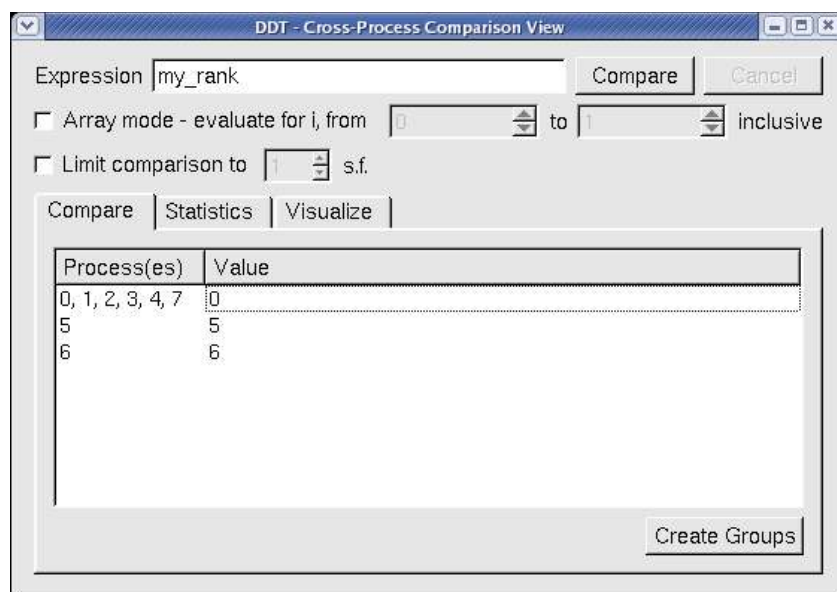 DDT - Cross-Process Comparison View
Expression my_rank Compare Cancel
Array mode - evaluate for i, from 0 to 1 inclusive
Limit comparison to 1 s.f.
Compare Statistics Visualize
Process(es) Value
0, 1, 2, 3, 4, 7 0
5 5
6 6
Create Groups